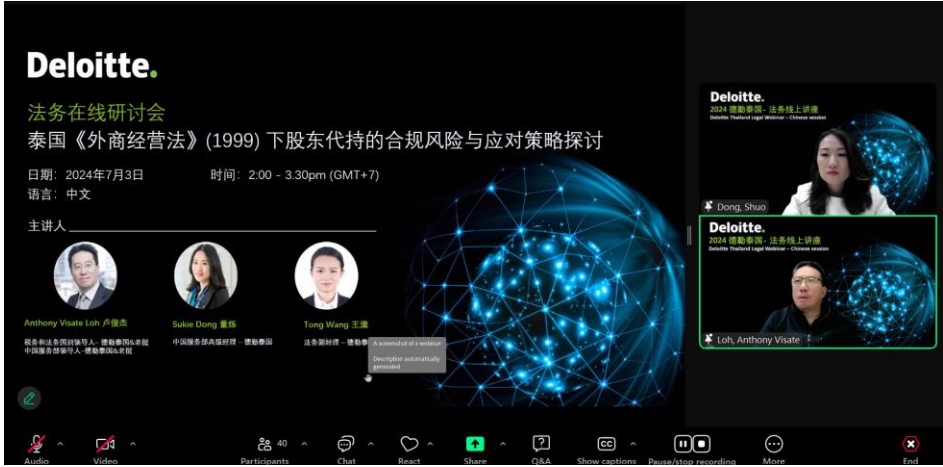 Deloitte.
法务在线研讨会
泰国《外商经营法》(1999) 下股东代持的合规风险与应对策略探讨
日期: 2024年7月3日
时间: 2:00 - 3.30pm (GMT+7)
语言: 中文
主讲人
Anthony Visate Loh 卢俊杰
税务和法务国别领导人- 德勤泰国&老挝
中国服务部领导人- 德勤泰国&老挝
Sukie Dong 董烁
中国服务部高级经理 – 德勤泰国
Tong Wang
法务副经理 – 德勤泰
A screenshot of a webinar
Description automatically
generated
Deloitte.
2024 德勤泰国- 法务线上讲座
Deloitte Thailand Legal Webinar – Chinese session
Dong, Shuo
Deloitte.
2024 德勤泰国- 法务线上讲座
Deloitte Thailand Legal Webinar – Chinese session
Loh, Anthony Visate
Audio
Video
40
Participants
Chat
React
Share
Q&A
CC
Show captions
Pause/stop recording
More
End